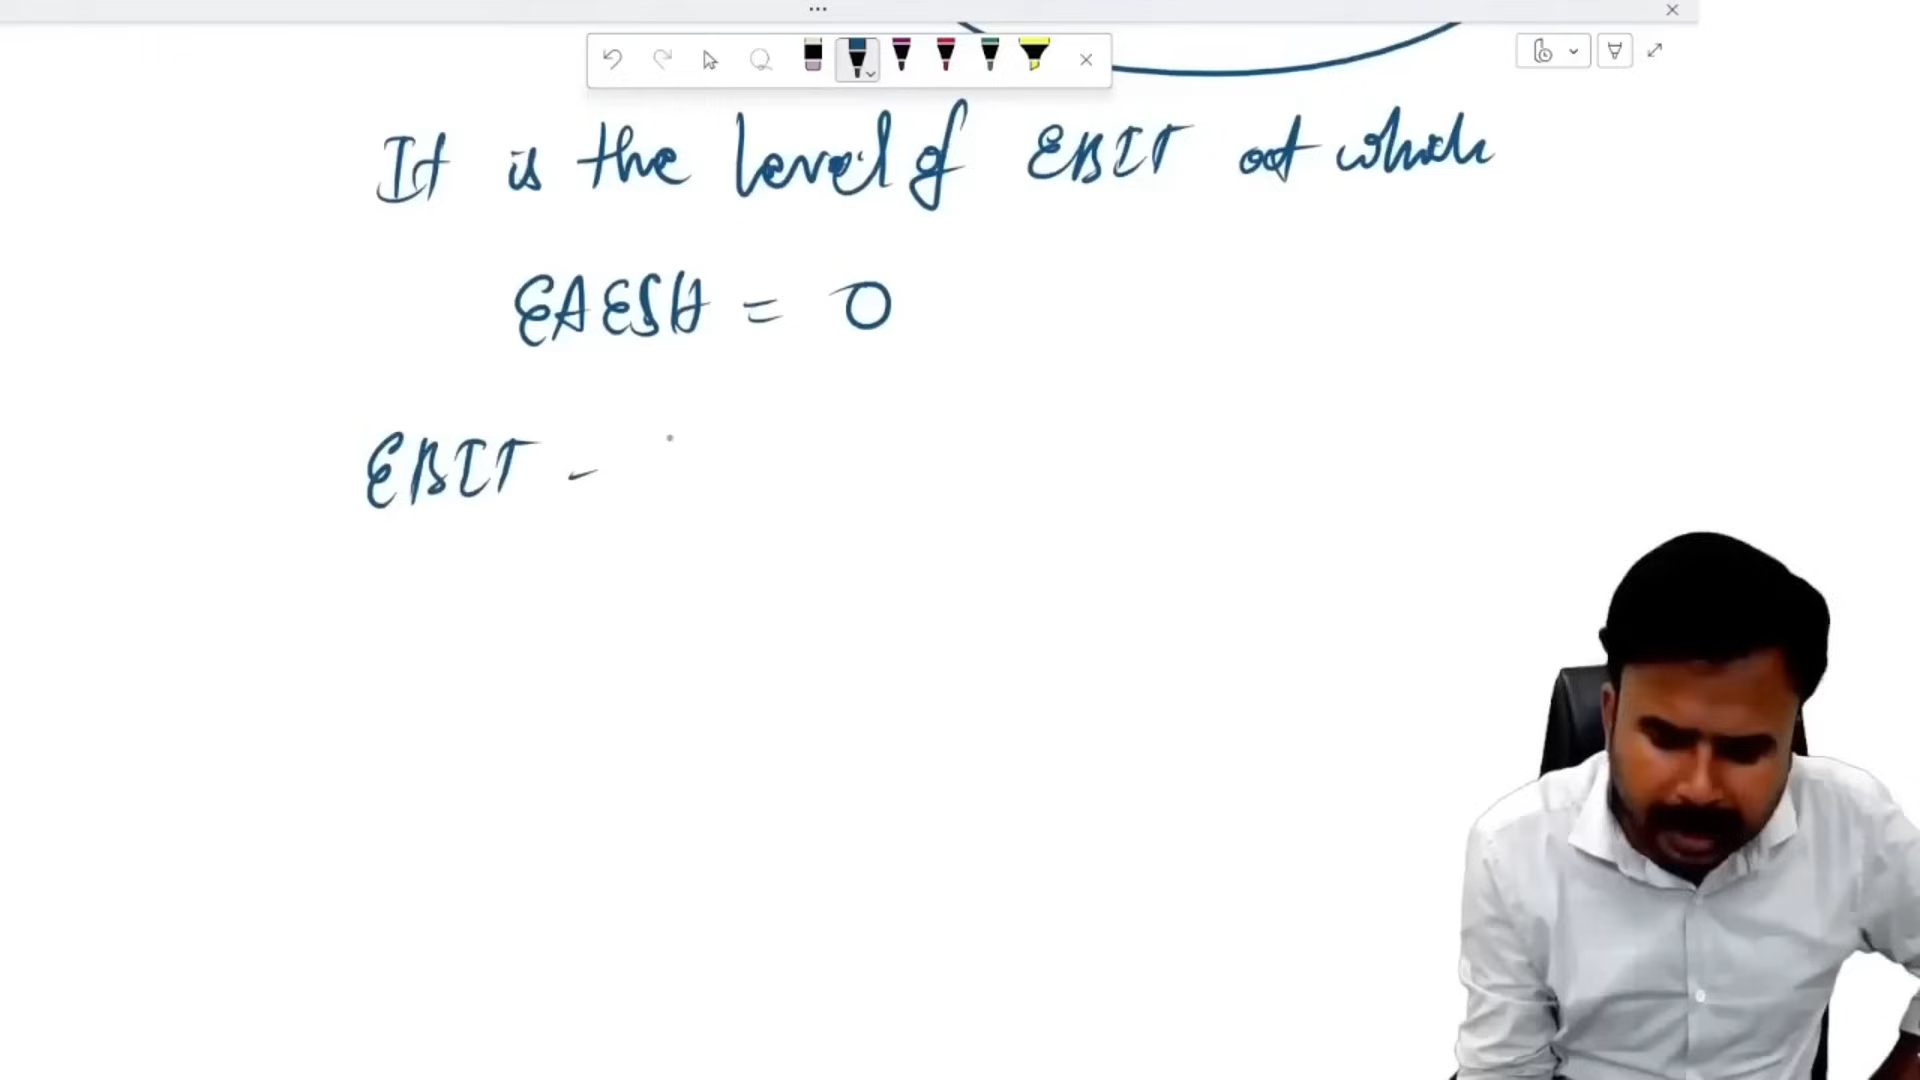 It is the level of EBIT at which
EAESH = 0
EBIT -